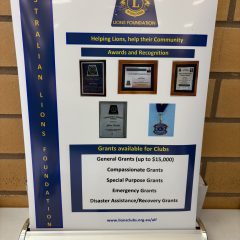 L
LIONS FOUNDATION
Helping Lions, help their Community
Awards and Recognition
Grants available for Clubs
General Grants (up to $15,000)
Compassionate Grants
Special Purpose Grants
Emergency Grants
Disaster Assistance/Recovery Grants
www.lionsclubs.org.au/alf
STRALIAN LIONS FOUNDATION